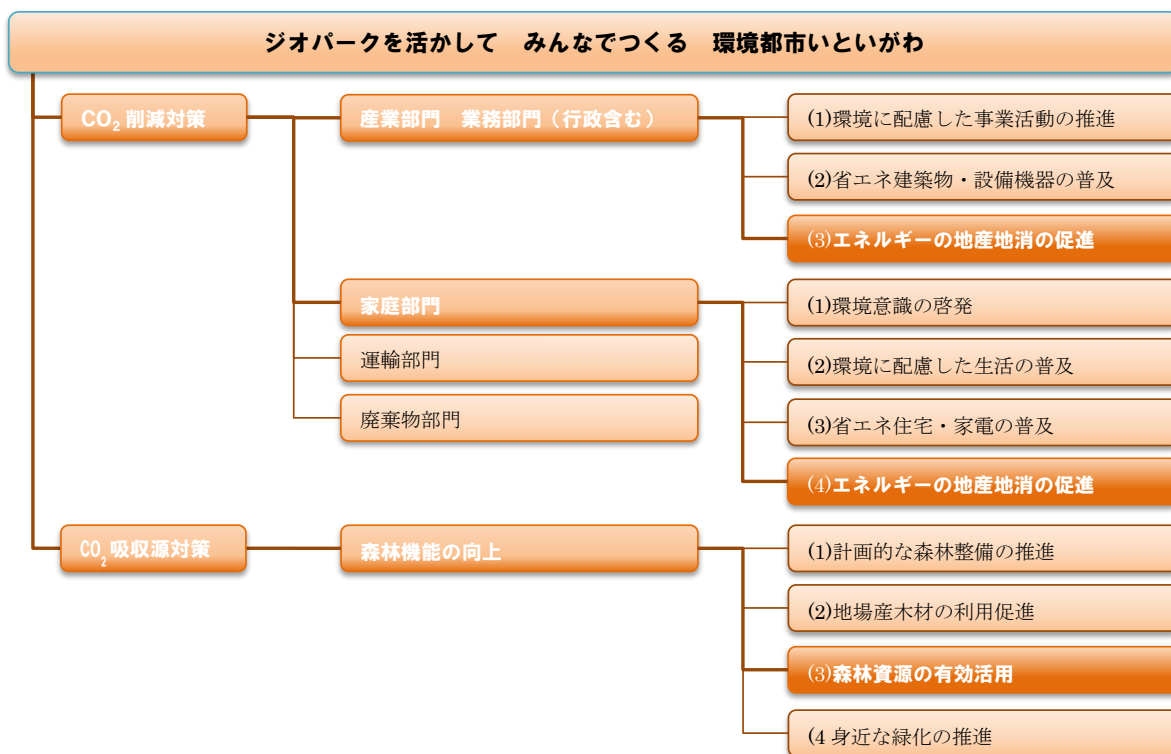 ジオパークを活かして　みんなでつくる　環境都市いといがわ
CO₂削減対策
産業部門　業務部門（行政含む）
(1)環境に配慮した事業活動の推進
(2)省エネ建築物・設備機器の普及
(3)エネルギーの地産地消の促進
家庭部門
(1)環境意識の啓発
(2)環境に配慮した生活の普及
(3)省エネ住宅・家電の普及
(4)エネルギーの地産地消の促進
運輸部門
廃棄物部門
CO₂吸収源対策
森林機能の向上
(1)計画的な森林整備の推進
(2)地場産木材の利用促進
(3)森林資源の有効活用
(4 身近な緑化の推進